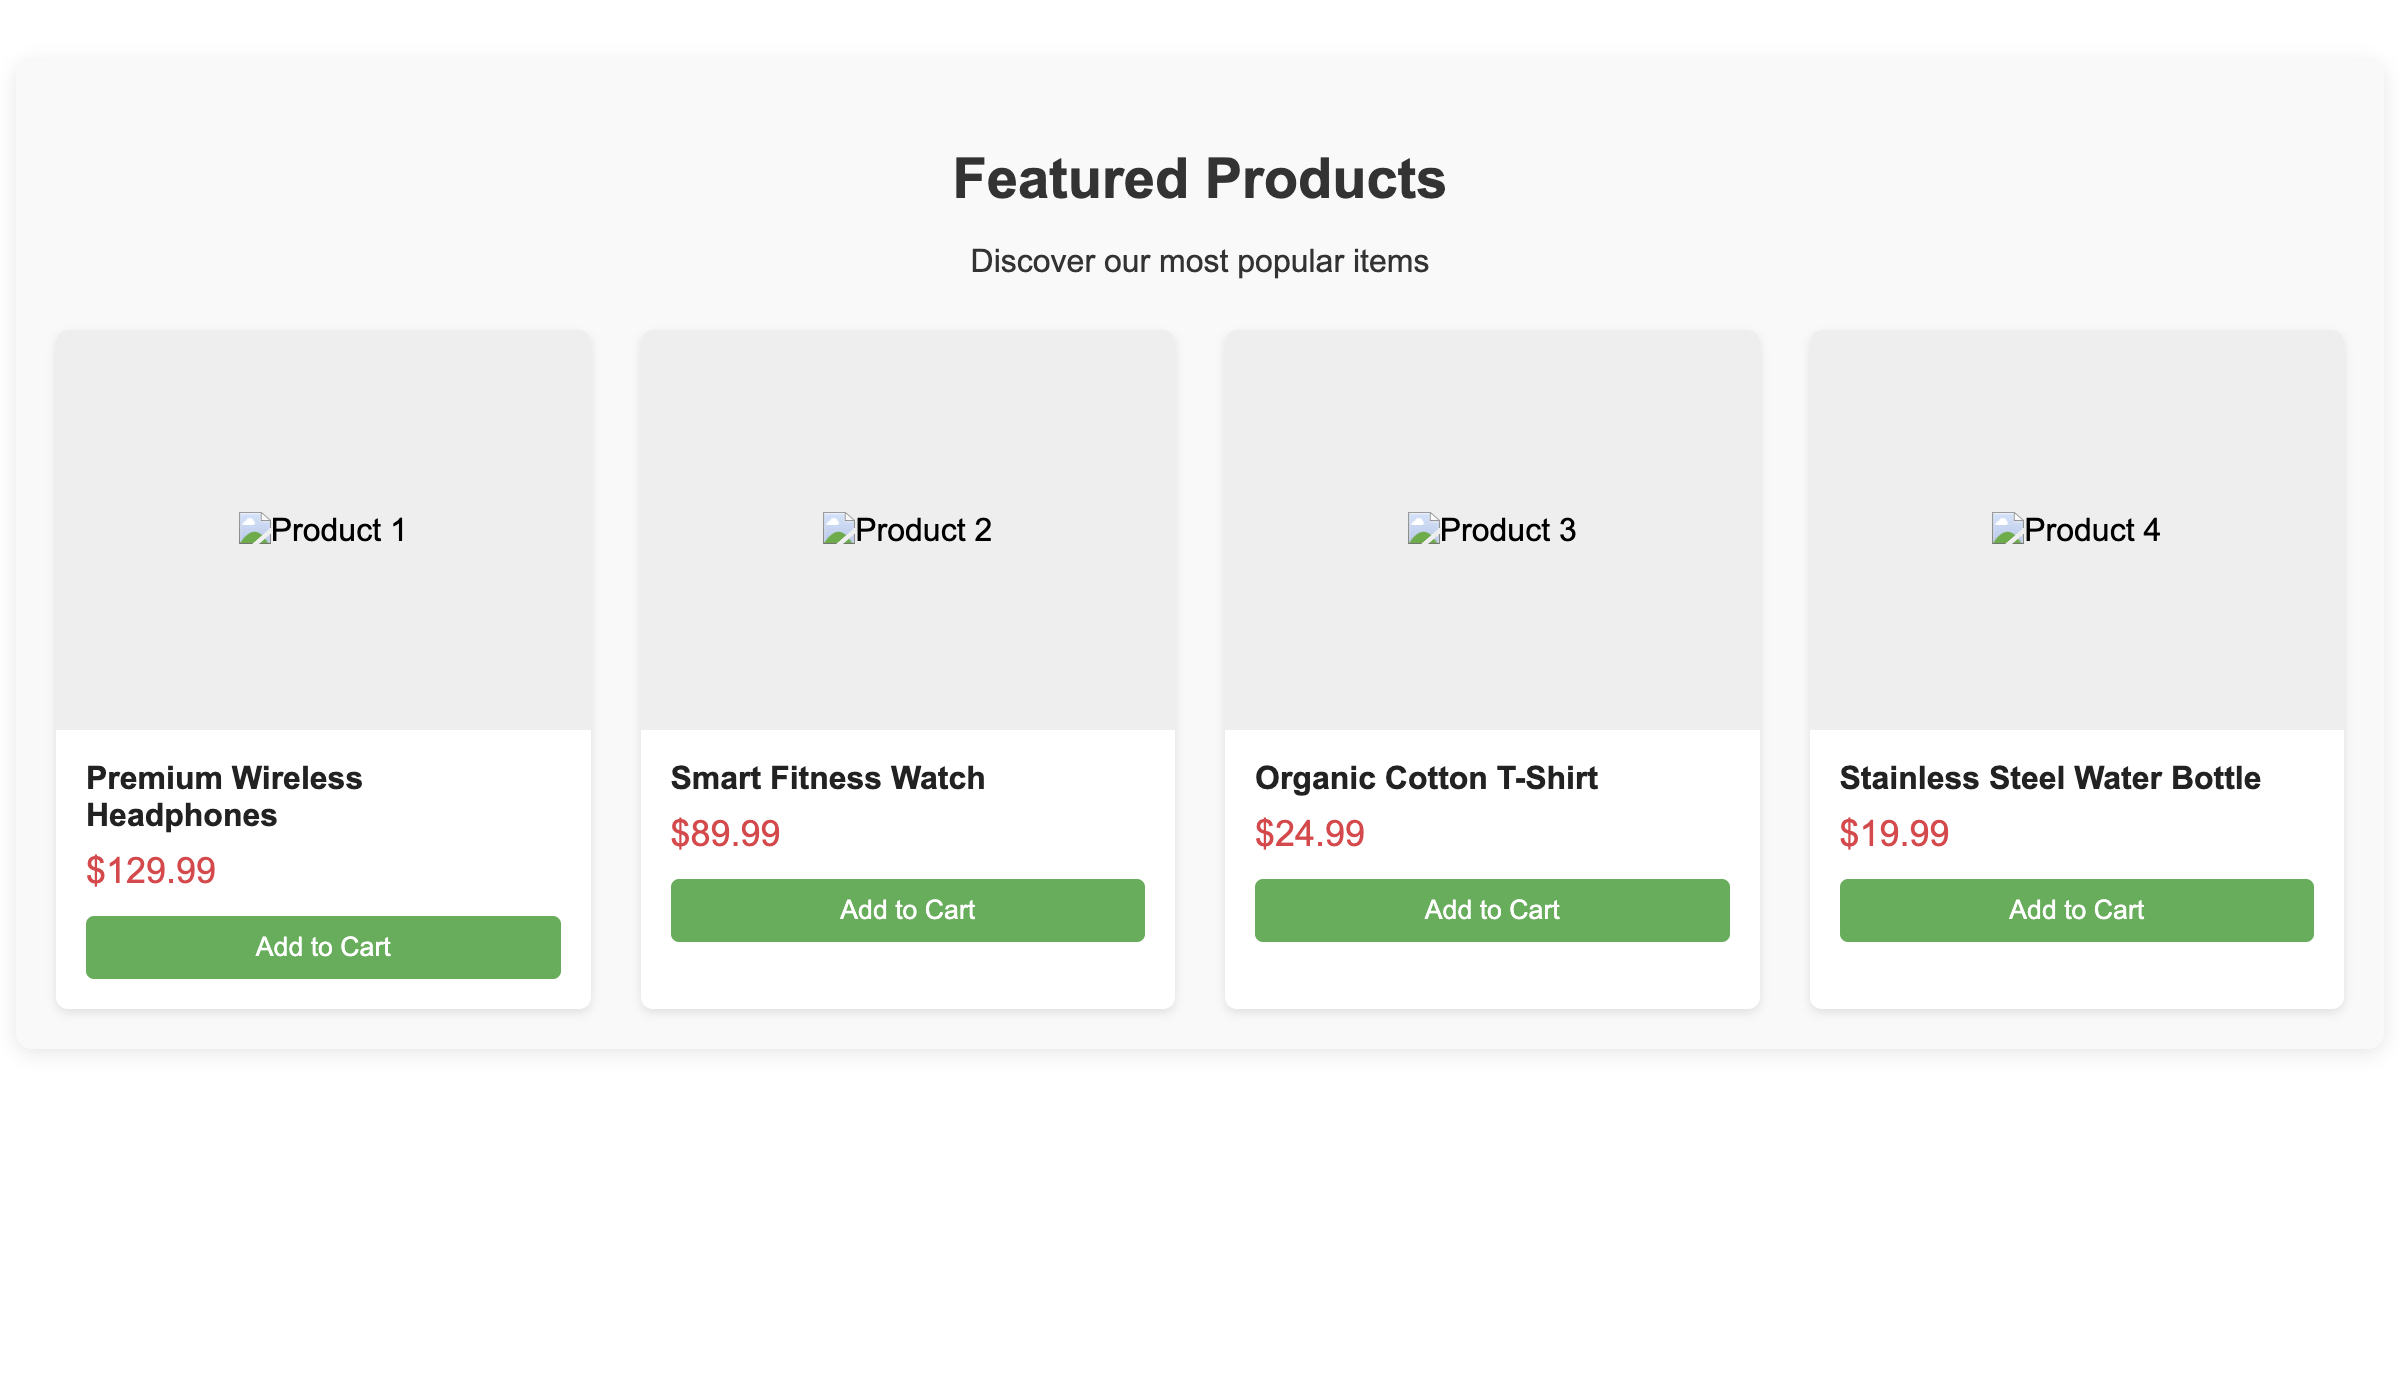 Featured Products
Discover our most popular items
Product 1
Product 2
Product 3
Product 4
Premium Wireless
Headphones
$129.99
Add to Cart
Smart Fitness Watch
$89.99
Add to Cart
Organic Cotton T-Shirt
$24.99
Add to Cart
Stainless Steel Water Bottle
$19.99
Add to Cart